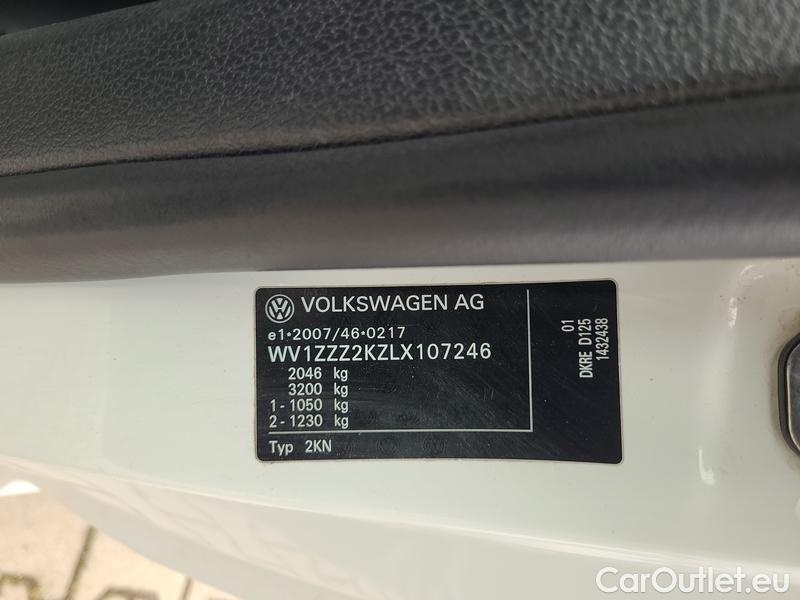 VOLKSWAGEN AG
e1*2007/46*0217
WV1ZZZ2KZLX107246
2046 kg
3200 kg
1 - 1050 kg
2 - 1230 kg
Typ 2KN
01
DKRE D125
1432438
CarOutlet.eu